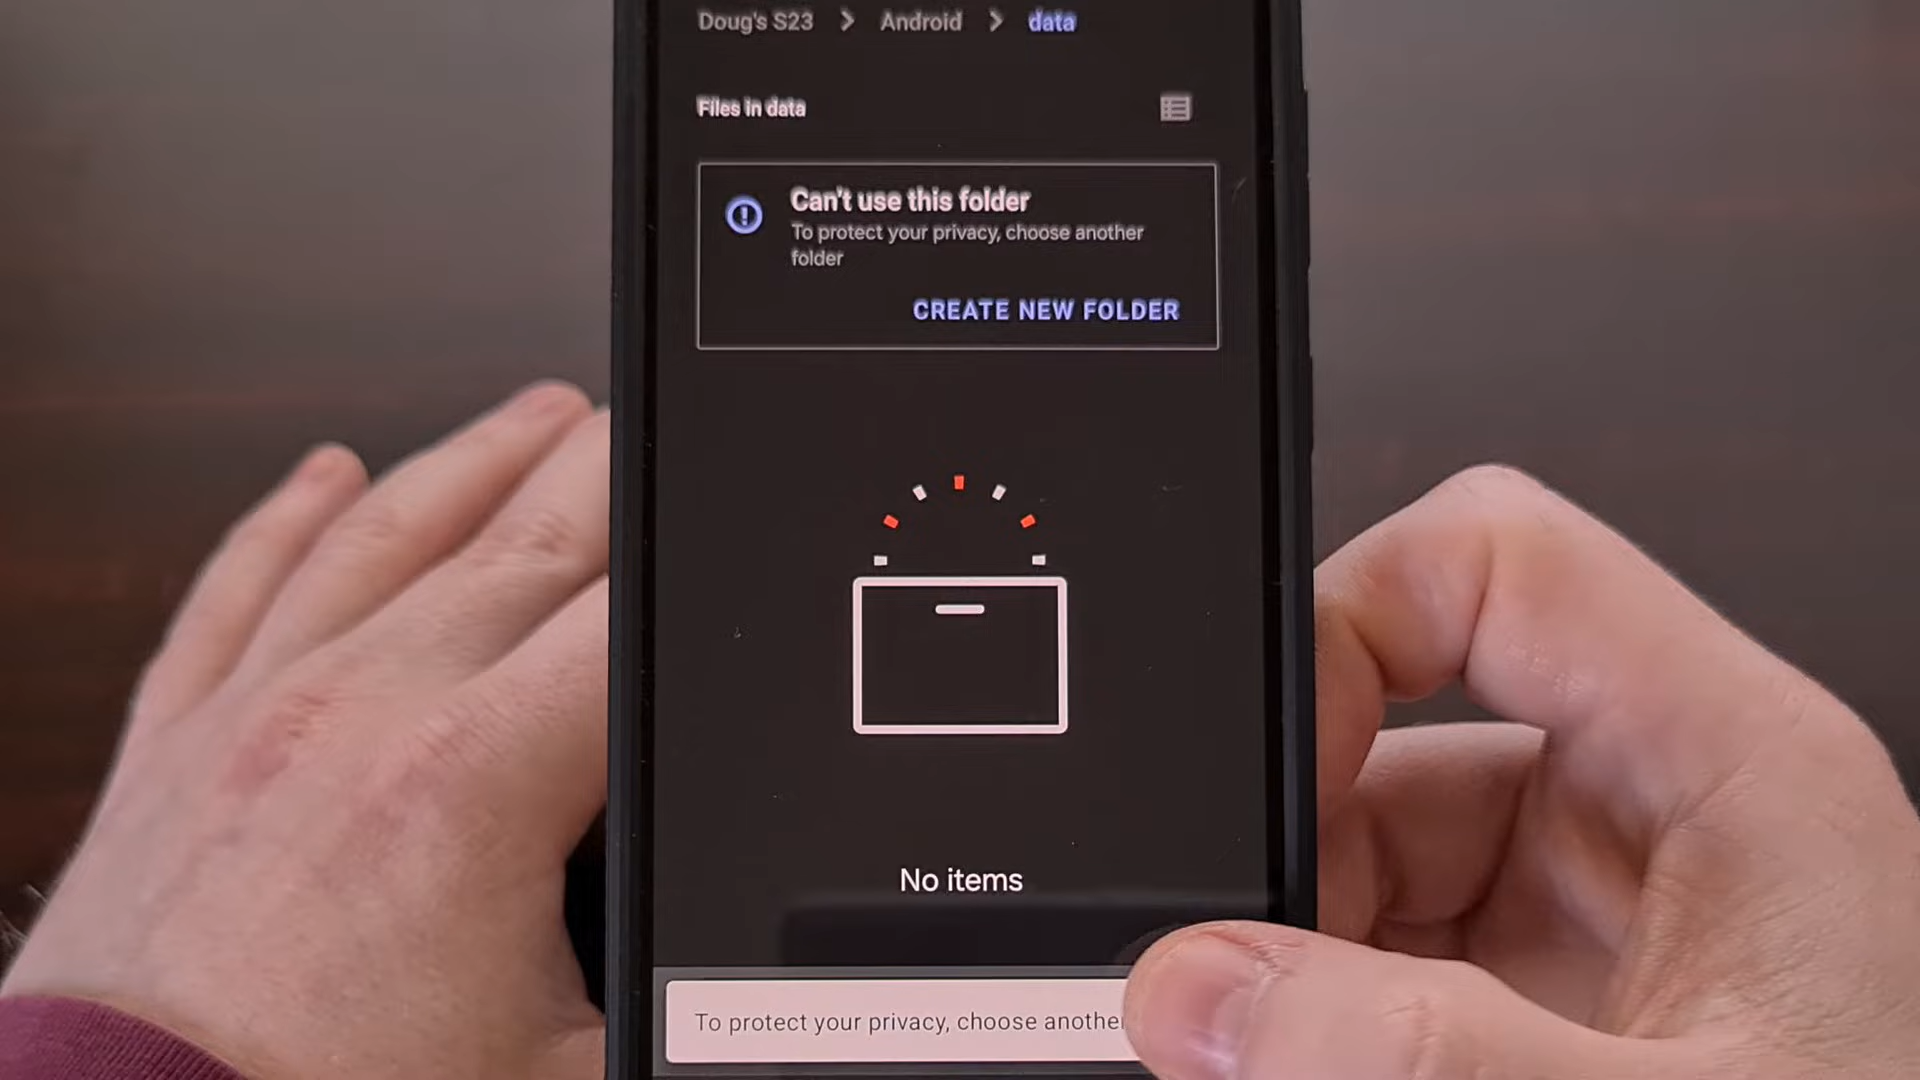 Doug's S23 > Android > data
Files in data
Can't use this folder
To protect your privacy, choose another
folder
CREATE NEW FOLDER
No items
To protect your privacy, choose another